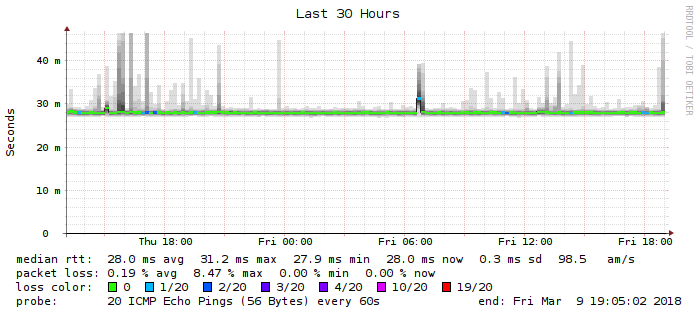 Last 30 Hours
RRDTOOL / TOBI OETIKER
Seconds
40 m
30 m
20 m
10 m
0
Thu 18:00 Fri 00:00 Fri 06:00 Fri 12:00 Fri 18:00
median rtt: 28.0 ms avg 31.2 ms max 27.9 ms min 28.0 ms now 0.3 ms sd 98.5 am/s
packet loss: 0.19 % avg 8.47 % max 0.00 % min 0.00 % now
loss color: 0 1/20 2/20 3/20 4/20 10/20 19/20
probe: 20 ICMP Echo Pings (56 Bytes) every 60s end: Fri Mar 9 19:05:02 2018